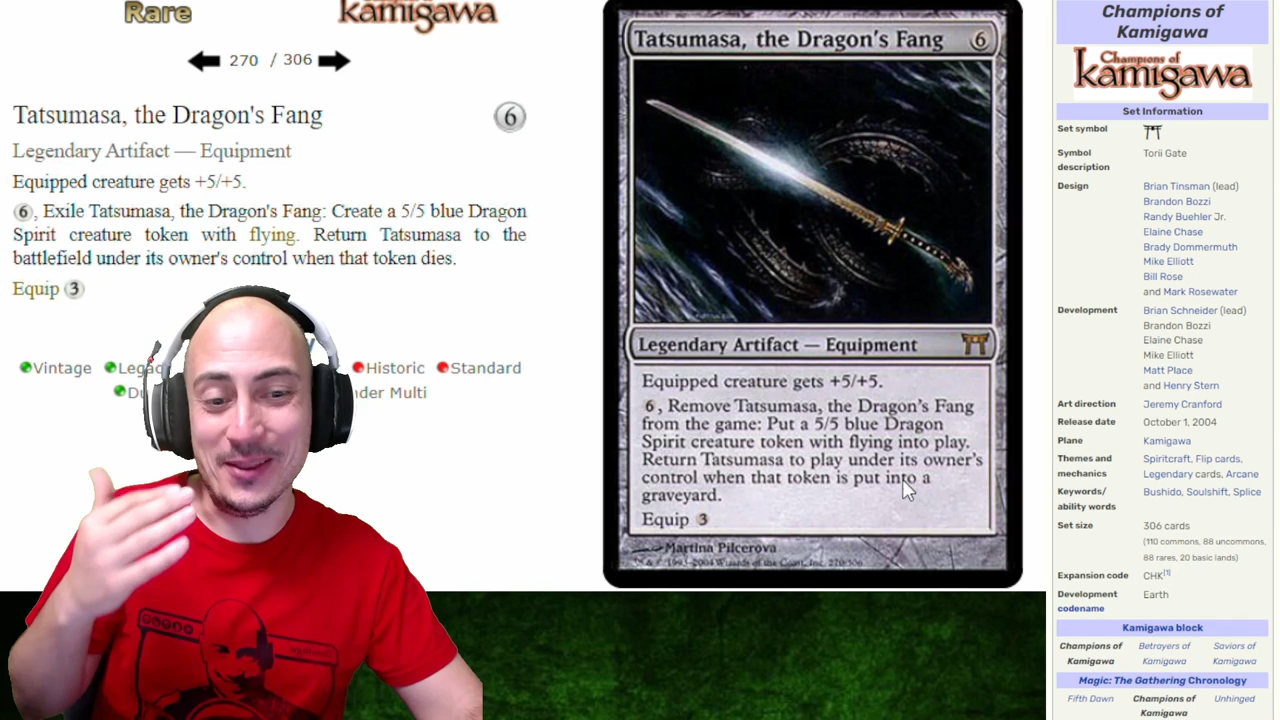 Rare
kamigawa
270 / 306
Tatsumasa, the Dragon's Fang 6
Legendary Artifact — Equipment
Equipped creature gets +5/+5.
6, Exile Tatsumasa, the Dragon's Fang: Create a 5/5 blue Dragon
Spirit creature token with flying. Return Tatsumasa to the
battlefield under its owner's control when that token dies.
Equip 3
Vintage Historic Standard
Multi
Tatsumasa, the Dragon's Fang 6
Legendary Artifact — Equipment
Equipped creature gets +5/+5.
6, Remove Tatsumasa, the Dragon's Fang
from the game: Put a 5/5 blue Dragon
Spirit creature token with flying into play.
Return Tatsumasa to play under its owner's
control when that token is put into a
graveyard.
Equip 3
Martina Pilcerova
Champions of
Kamigawa
Champions of
kamigawa
Set Information
Set symbol
Symbol description Torii Gate
Design Brian Tinsman (lead)
Brandon Bozzi
Randy Buehler Jr.
Elaine Chase
Brady Dommermuth
Mike Elliott
Bill Rose
and Mark Rosewater
Development Brian Schneider (lead)
Brandon Bozzi
Elaine Chase
Mike Elliott
Matt Place
and Henry Stern
Art direction Jeremy Cranford
Release date October 1, 2004
Plane Kamigawa
Themes and mechanics Spiritcraft, Flip cards,
Legendary cards, Arcane
Keywords/ ability words Bushido, Soulshift, Splice
Set size 306 cards
(110 commons, 88 uncommons,
88 rares, 20 basic lands)
Expansion code CHK[1]
Development codename Earth
Kamigawa block
Champions of Kamigawa Betrayers of Kamigawa Saviors of Kamigawa
Magic: The Gathering Chronology
Fifth Dawn Champions of Kamigawa Unhinged